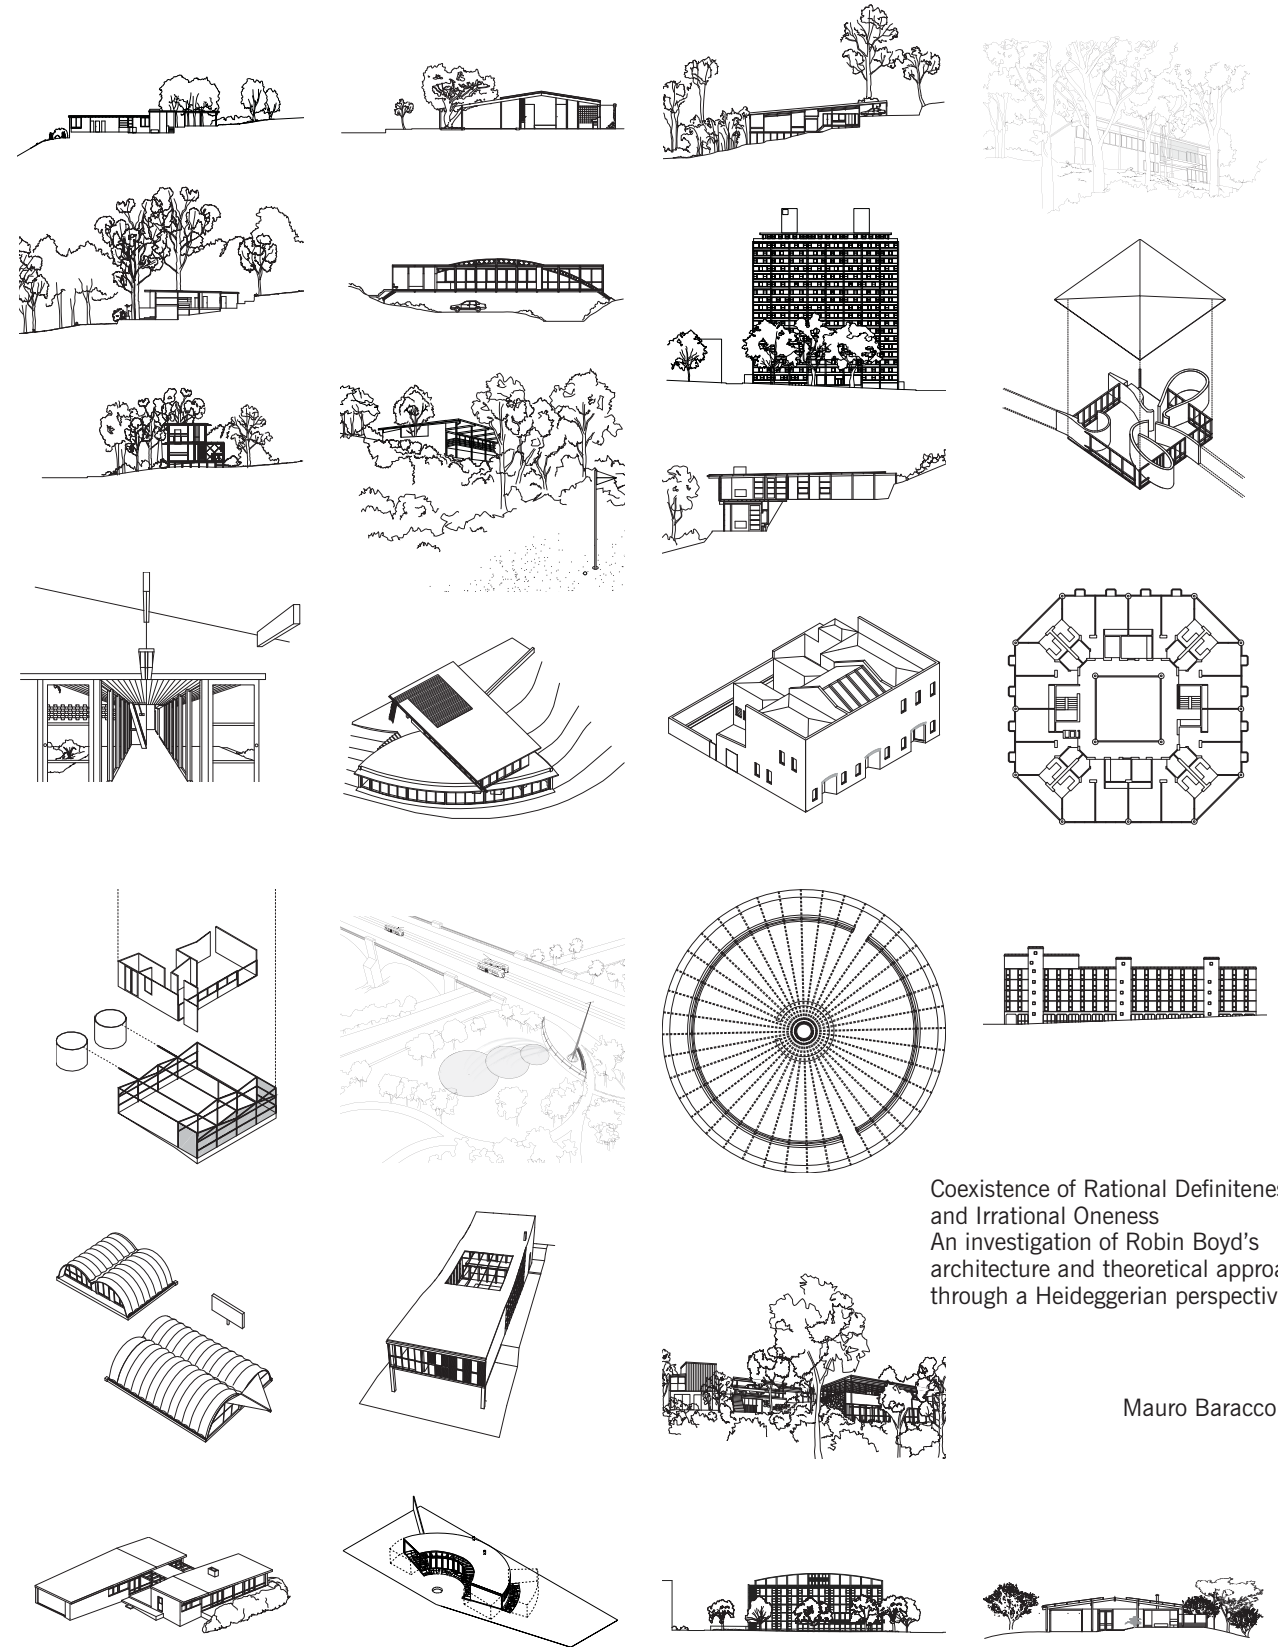 Coexistence of Rational Definitenes
and Irrational Oneness
An investigation of Robin Boyd's
architecture and theoretical approa
through a Heideggerian perspectiv
Mauro Baracco